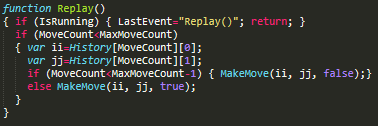 function Replay()
{ if (IsRunning) { LastEvent="Replay()"; return; }
  if (MoveCount<MaxMoveCount)
  { var ii=History[MoveCount][0];
    var jj=History[MoveCount][1];
    if (MoveCount<MaxMoveCount-1) { MakeMove(ii, jj, false);}
    else MakeMove(ii, jj, true);
  }
}